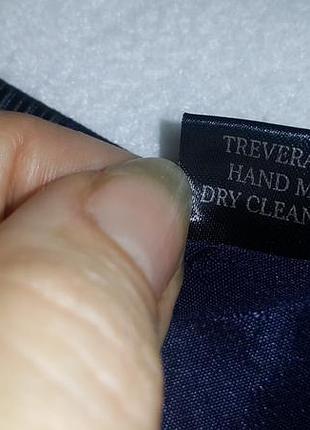 TREVERA
HAND M
DRY CLEAN